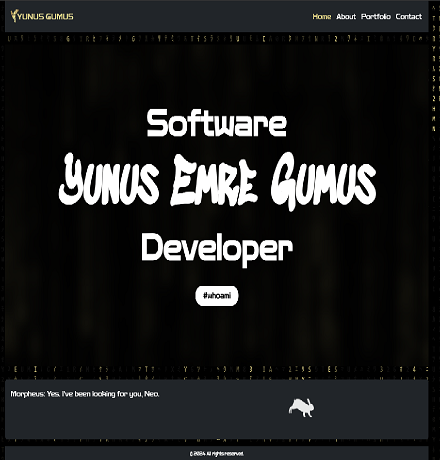 YUNUS GUMUS
Home About Portfolio Contact
Software
YUNUS EMRE GUMUS
Developer
#whoami
Morpheus: Yes. I've been looking for you, Neo.
© 2024 All rights reserved.